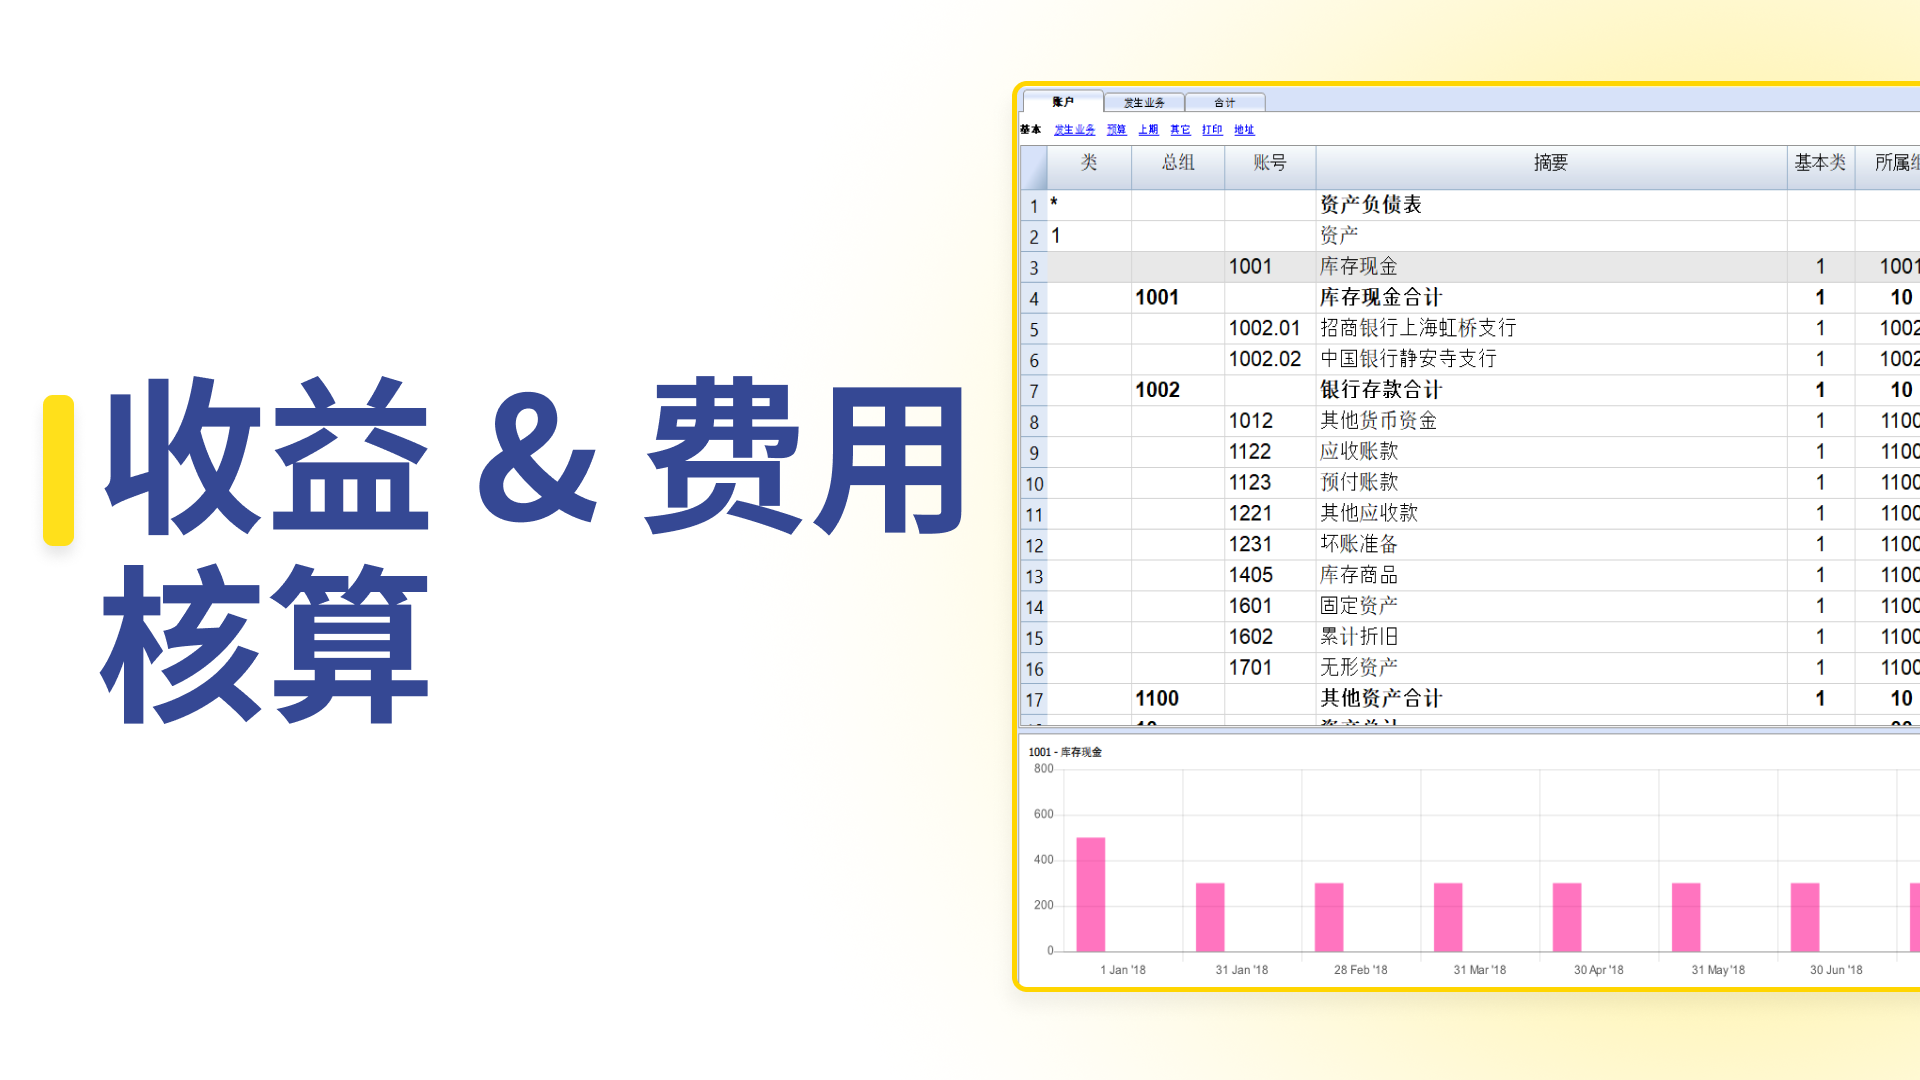 收益 & 费用
核算
账户 发生业务 合计
基本 发生业务 预算 上期 其它 打印 地址
类 总组 账号 摘要 基本类 所属
1 * 资产负债表
2 1 资产
3 1001 库存现金 1 1001
4 1001 库存现金合计 1 10
5 1002.01 招商银行上海虹桥支行 1 1002
6 1002.02 中国银行静安寺支行 1 1002
7 1002 银行存款合计 1 10
8 1012 其他货币资金 1 1100
9 1122 应收账款 1 1100
10 1123 预付账款 1 1100
11 1221 其他应收款 1 1100
12 1231 坏账准备 1 1100
13 1405 库存商品 1 1100
14 1601 固定资产 1 1100
15 1602 累计折旧 1 1100
16 1701 无形资产 1 1100
17 1100 其他资产合计 1 10
1001 - 库存现金
800
600
400
200
0
1 Jan '18 31 Jan '18 28 Feb '18 31 Mar '18 30 Apr '18 31 May '18 30 Jun '18